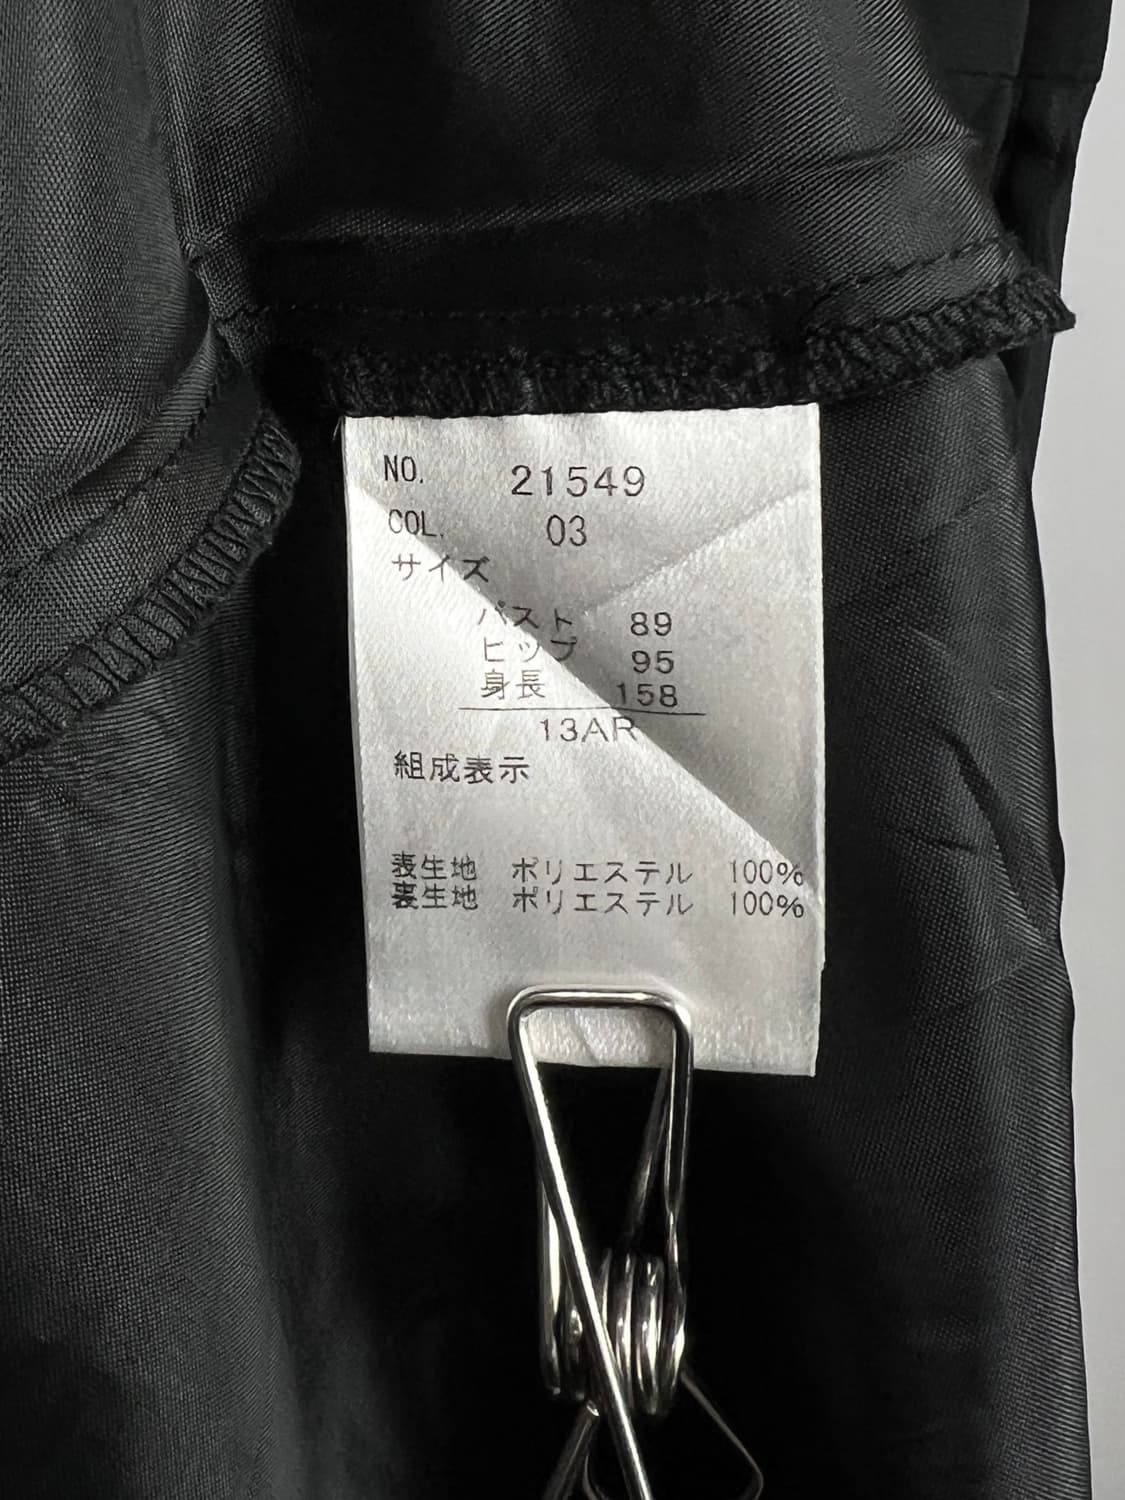 NO. 21549
COL. 03
サイズ
バスト 89
ヒップ 95
身長 158
13AR
組成表示
表生地 ポリエステル 100%
裏生地 ポリエステル 100%